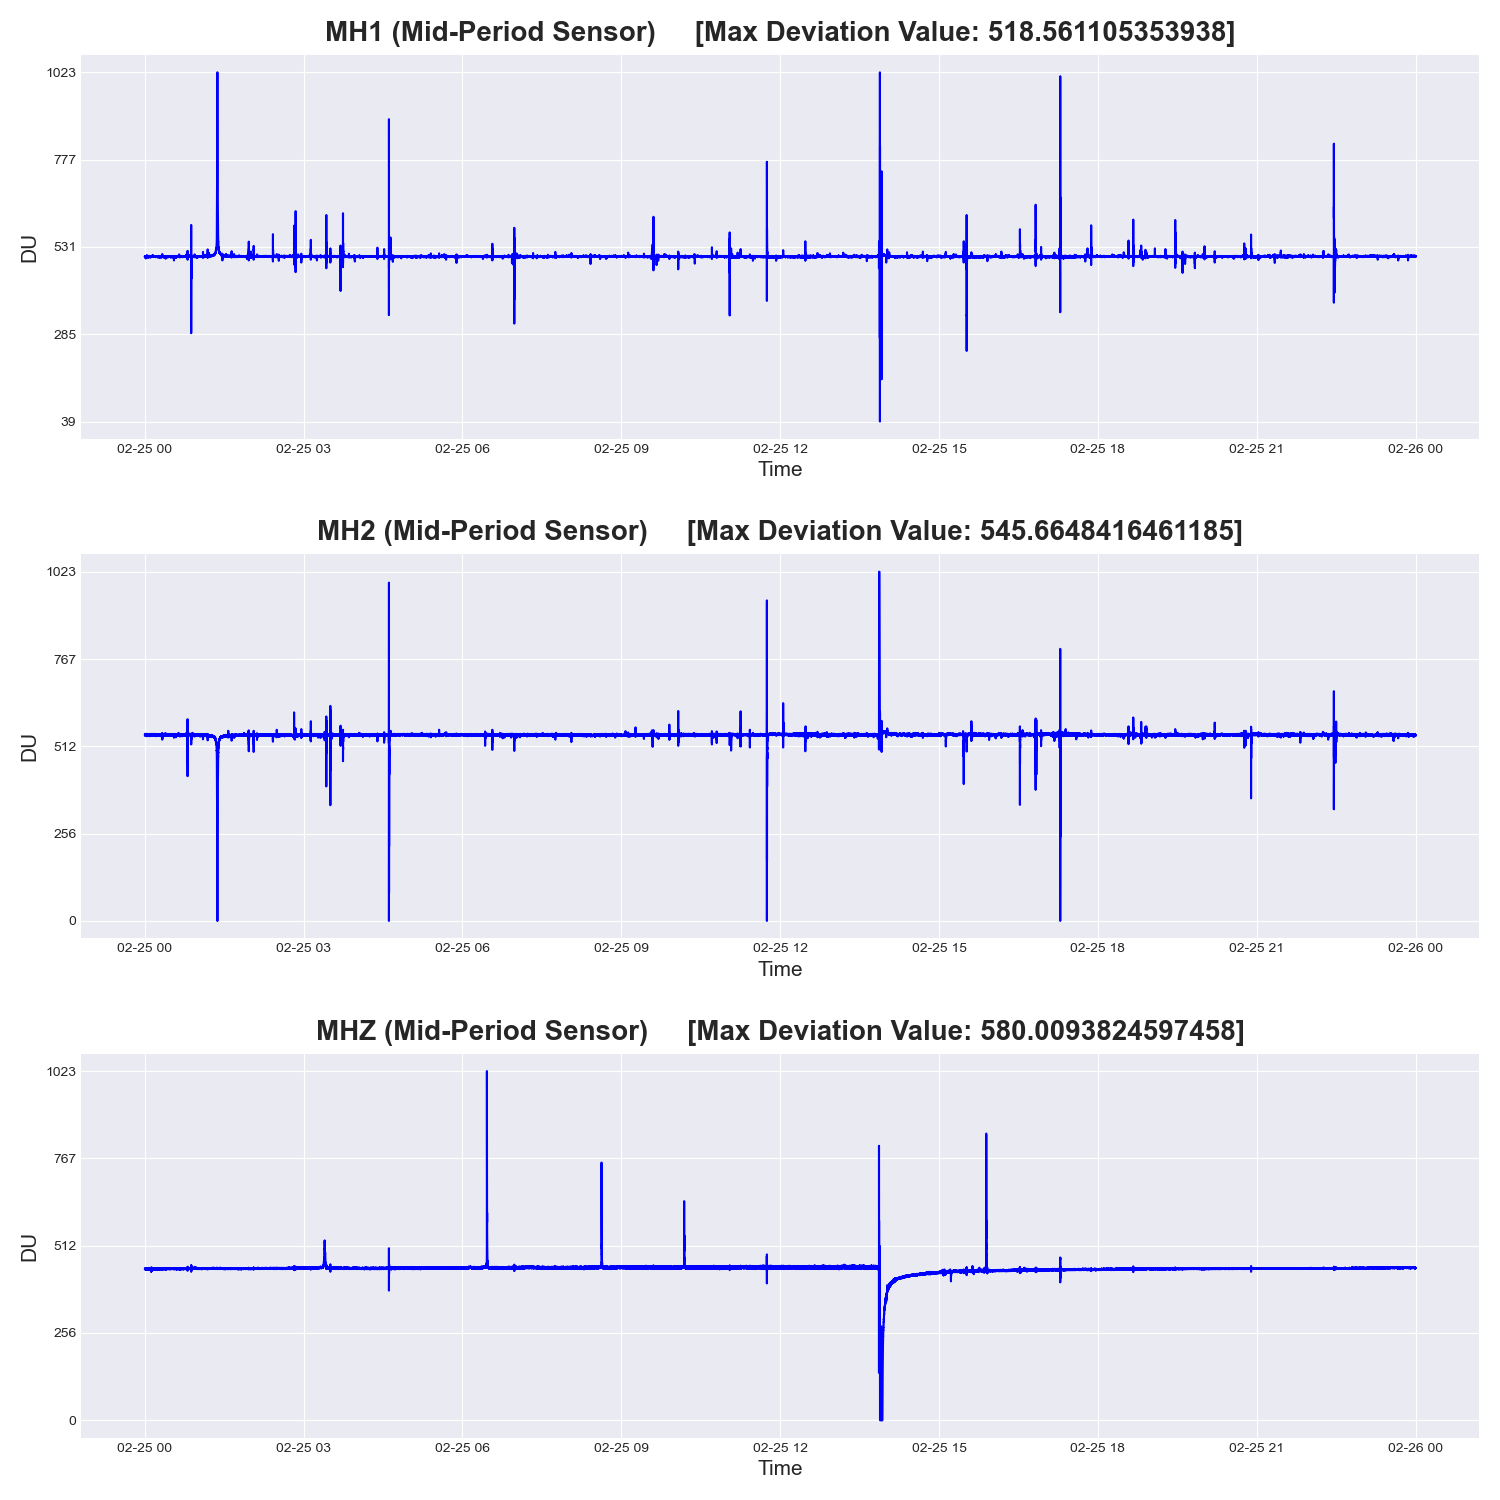 MH1 (Mid-Period Sensor) [Max Deviation Value: 518.561105353938]
1023
777
531
285
39
DU
02-25 00 02-25 03 02-25 06 02-25 09 02-25 12 02-25 15 02-25 18 02-25 21 02-26 00
Time
MH2 (Mid-Period Sensor) [Max Deviation Value: 545.6648416461185]
1023
767
512
256
0
DU
02-25 00 02-25 03 02-25 06 02-25 09 02-25 12 02-25 15 02-25 18 02-25 21 02-26 00
Time
MHZ (Mid-Period Sensor) [Max Deviation Value: 580.0093824597458]
1023
767
512
256
0
DU
02-25 00 02-25 03 02-25 06 02-25 09 02-25 12 02-25 15 02-25 18 02-25 21 02-26 00
Time